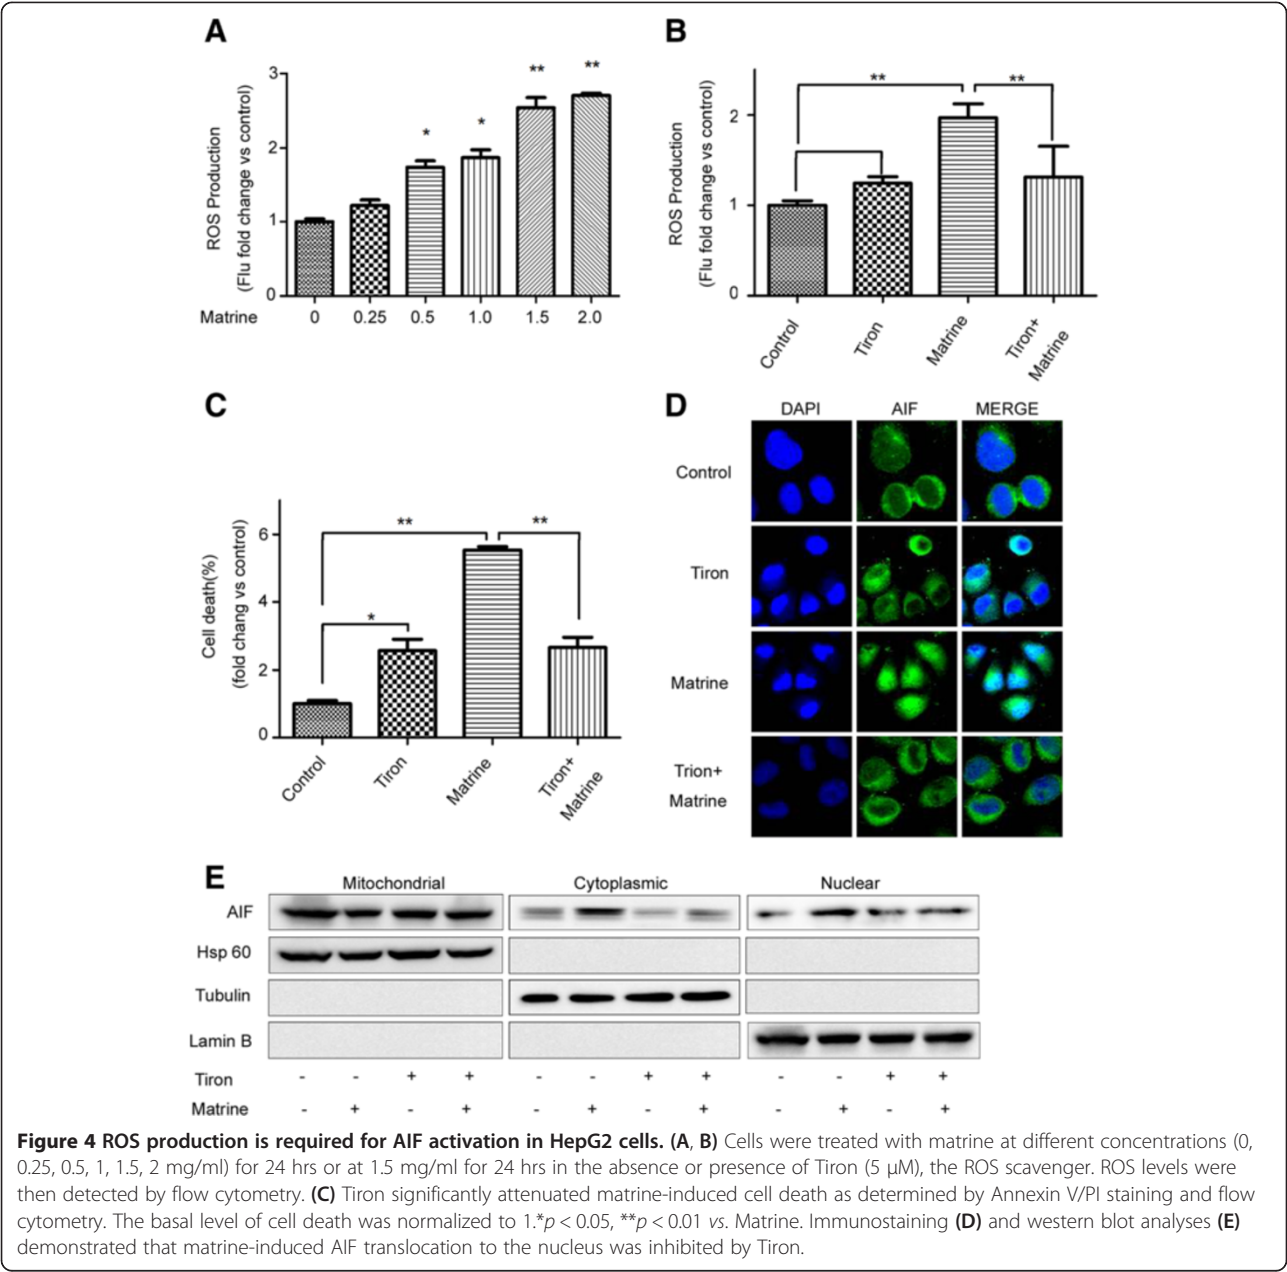 A
ROS Production
(Flu fold change vs control)
3
2
1
0
*
*
**
**
Matrine 0 0.25 0.5 1.0 1.5 2.0
B
ROS Production
(Flu fold change vs control)
2
1
0
**
**
Control
Tiron
Matrine
Tiron+
Matrine
C
Cell death(%)
(fold chang vs control)
6
4
2
0
**
**
*
Control
Tiron
Matrine
Tiron+
Matrine
D
DAPI AIF MERGE
Control
Tiron
Matrine
Trion+
Matrine
E
Mitochondrial Cytoplasmic Nuclear
AIF
Hsp 60
Tubulin
Lamin B
Tiron - - + + - - + + - - + +
Matrine - + - + - + - + - + - +
Figure 4 ROS production is required for AIF activation in HepG2 cells. (A, B) Cells were treated with matrine at different concentrations (0,
0.25, 0.5, 1, 1.5, 2 mg/ml) for 24 hrs or at 1.5 mg/ml for 24 hrs in the absence or presence of Tiron (5 μM), the ROS scavenger. ROS levels were
then detected by flow cytometry. (C) Tiron significantly attenuated matrine-induced cell death as determined by Annexin V/PI staining and flow
cytometry. The basal level of cell death was normalized to 1.*p < 0.05, **p < 0.01 vs. Matrine. Immunostaining (D) and western blot analyses (E)
demonstrated that matrine-induced AIF translocation to the nucleus was inhibited by Tiron.